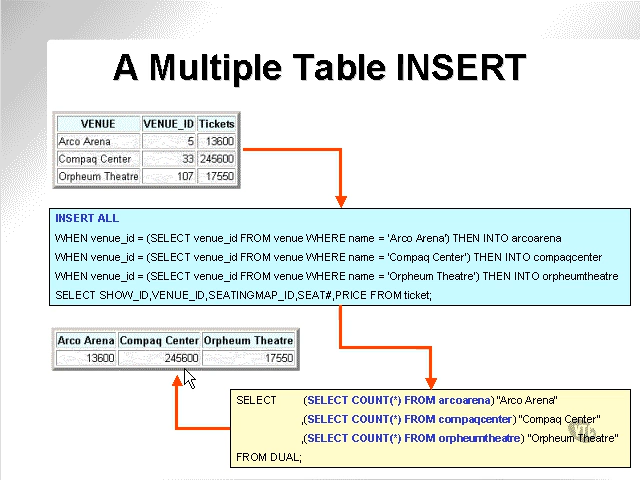 A Multiple Table INSERT
VENUE VENUE_ID Tickets
Arco Arena 5 13600
Compaq Center 33 245600
Orpheum Theatre 107 17550
INSERT ALL
WHEN venue_id = (SELECT venue_id FROM venue WHERE name = 'Arco Arena') THEN INTO arcoarena
WHEN venue_id = (SELECT venue_id FROM venue WHERE name = 'Compaq Center') THEN INTO compaqcenter
WHEN venue_id = (SELECT venue_id FROM venue WHERE name = 'Orpheum Theatre') THEN INTO orpheumtheatre
SELECT SHOW_ID,VENUE_ID,SEATINGMAP_ID,SEAT#,PRICE FROM ticket;
Arco Arena Compaq Center Orpheum Theatre
13600 245600 17550
SELECT (SELECT COUNT(*) FROM arcoarena) "Arco Arena"
,(SELECT COUNT(*) FROM compaqcenter) "Compaq Center"
,(SELECT COUNT(*) FROM orpheumtheatre) "Orpheum Theatre"
FROM DUAL;